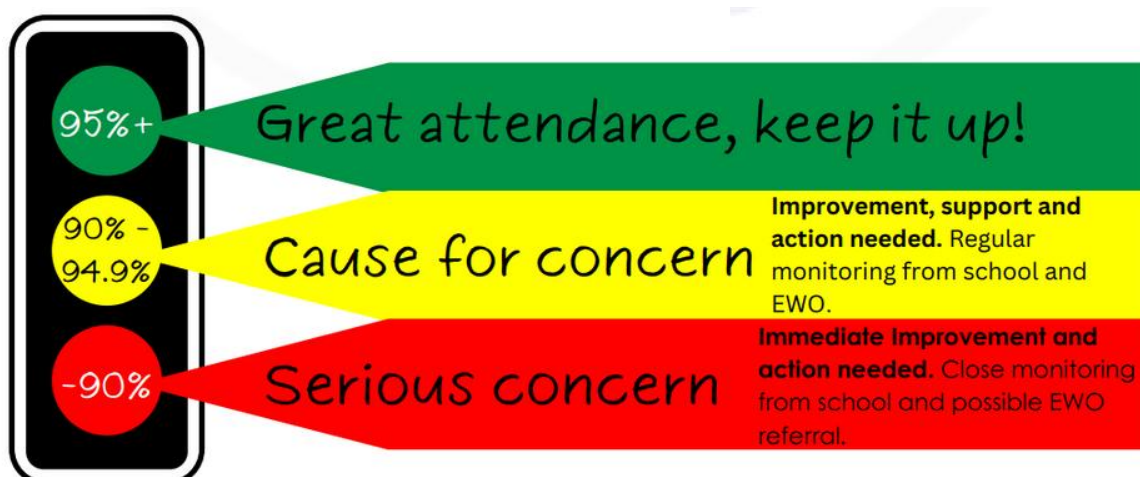 95%+
Great attendance, keep it up!
90% -
94.9%
Cause for concern
Improvement, support and
action needed. Regular
monitoring from school and
EWO.
-90%
Serious concern
Immediate Improvement and
action needed. Close monitoring
from school and possible EWO
referral.